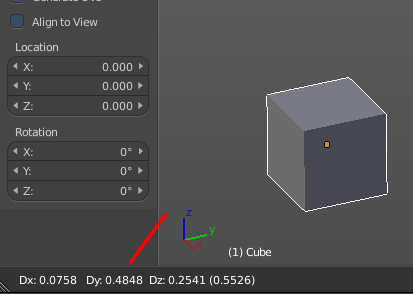 Align to View
Location
X: 0.000
Y: 0.000
Z: 0.000
Rotation
X: 0°
Y: 0°
Z: 0°
z
y
x
(1) Cube
Dx: 0.0758 Dy: 0.4848 Dz: 0.2541 (0.5526)